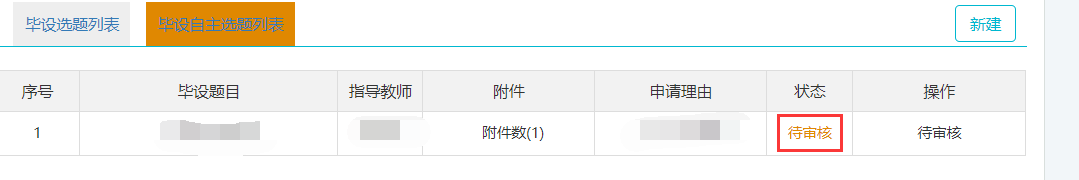 毕设选题列表 毕设自主选题列表 新建
序号 毕设题目 指导教师 附件 申请理由 状态 操作
1 附件数(1) 待审核 待审核